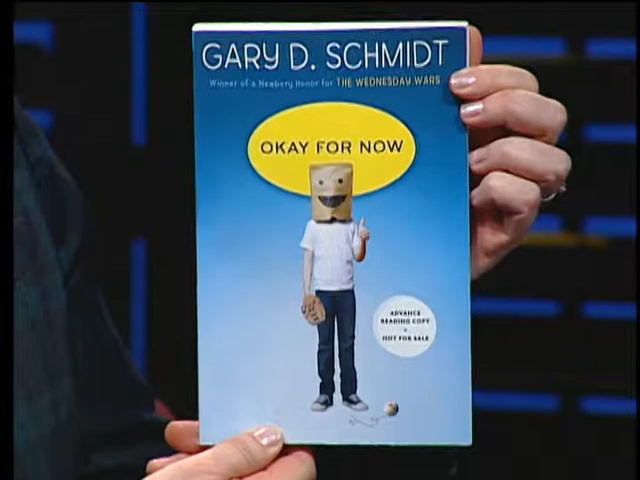 GARY D. SCHMIDT
Winner of a Newbery Honor for THE WEDNESDAY WARS
OKAY FOR NOW
ADVANCE
READING COPY
•
NOT FOR SALE